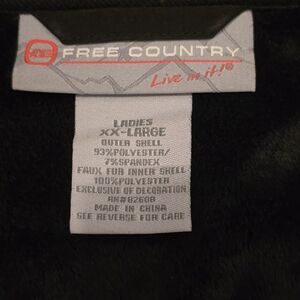 FREE COUNTRY
Live in it!®
LADIES
XX-LARGE
OUTER SHELL
93%POLYESTER/
7%SPANDEX
FAUX FUR INNER SHELL
100%POLYESTER
EXCLUSIVE OF DECORATION
RN#82608
MADE IN CHINA
SEE REVERSE FOR CARE